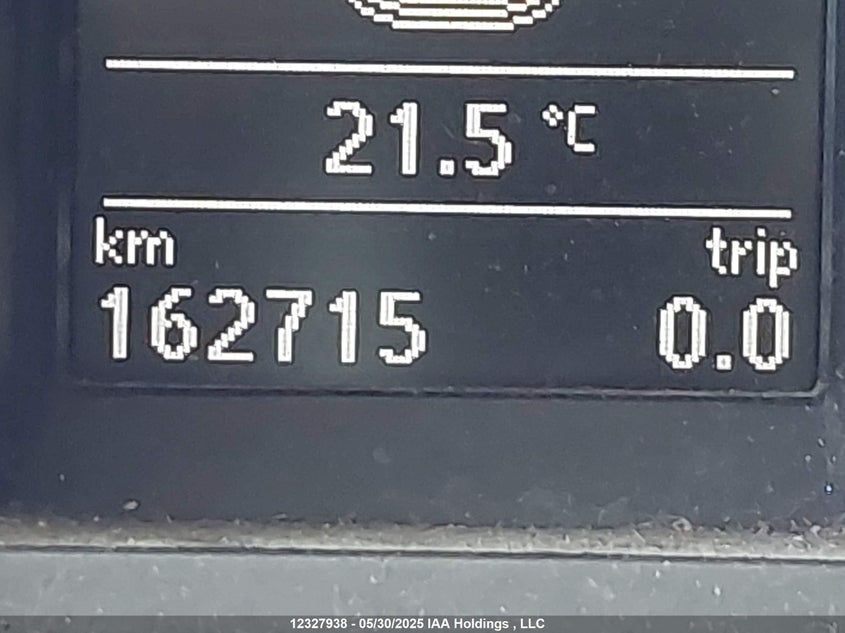 21.5 °C
km trip
162715 0.0
12327938 - 05/30/2025 IAA Holdings , LLC